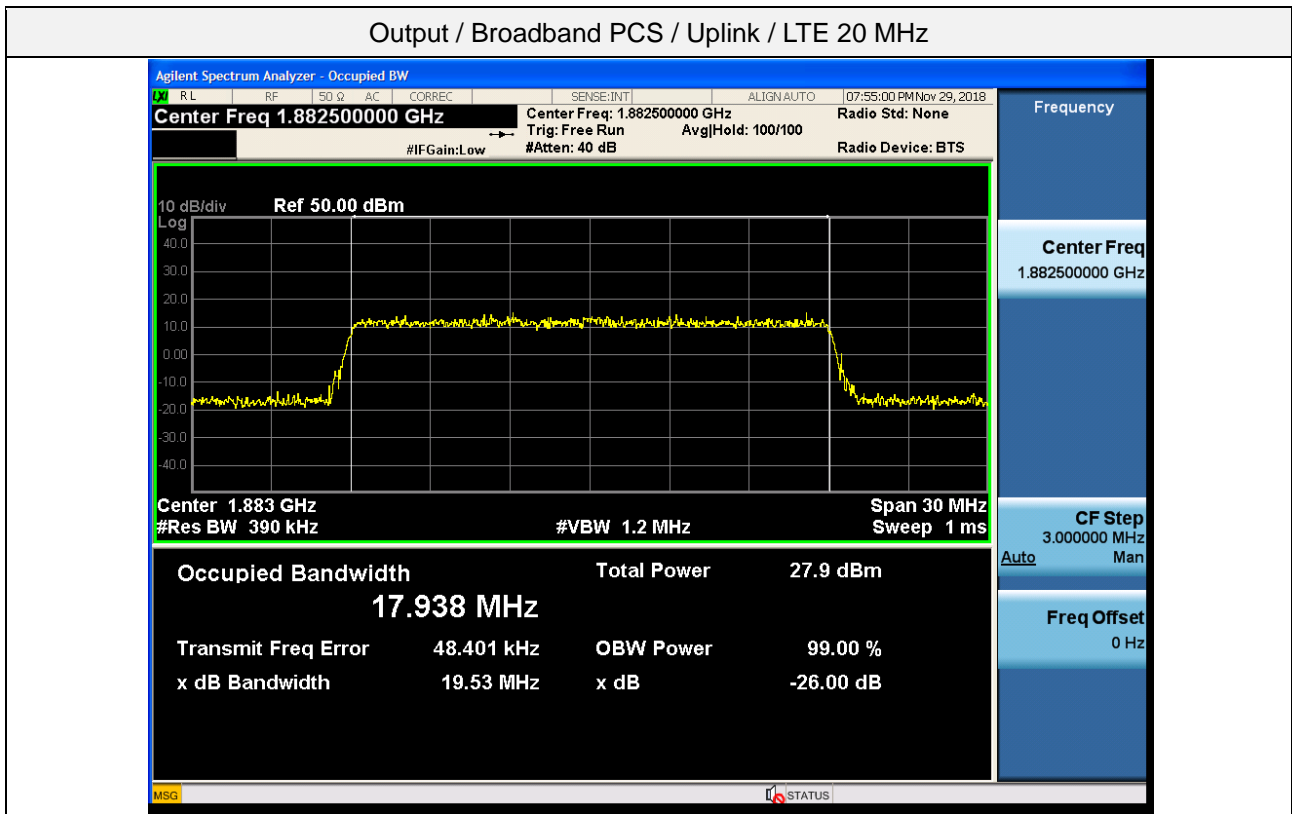 Output / Broadband PCS / Uplink / LTE 20 MHz
Agilent Spectrum Analyzer - Occupied BW
LXI RL RF 50 Ω AC CORREC SENSE:INT ALIGN AUTO 07:55:00 PM Nov 29, 2018
Center Freq 1.882500000 GHz
Center Freq: 1.882500000 GHz Radio Std: None
Trig: Free Run Avg|Hold: 100/100
#IFGain:Low #Atten: 40 dB Radio Device: BTS
10 dB/div Ref 50.00 dBm
Log
40.0
30.0
20.0
10.0
0.00
-10.0
-20.0
-30.0
-40.0
Center 1.883 GHz Span 30 MHz
#Res BW 390 kHz #VBW 1.2 MHz Sweep 1 ms
Occupied Bandwidth Total Power 27.9 dBm
17.938 MHz
Transmit Freq Error 48.401 kHz OBW Power 99.00 %
x dB Bandwidth 19.53 MHz x dB -26.00 dB
MSG STATUS
Frequency
Center Freq
1.882500000 GHz
CF Step
3.000000 MHz
Auto Man
Freq Offset
0 Hz